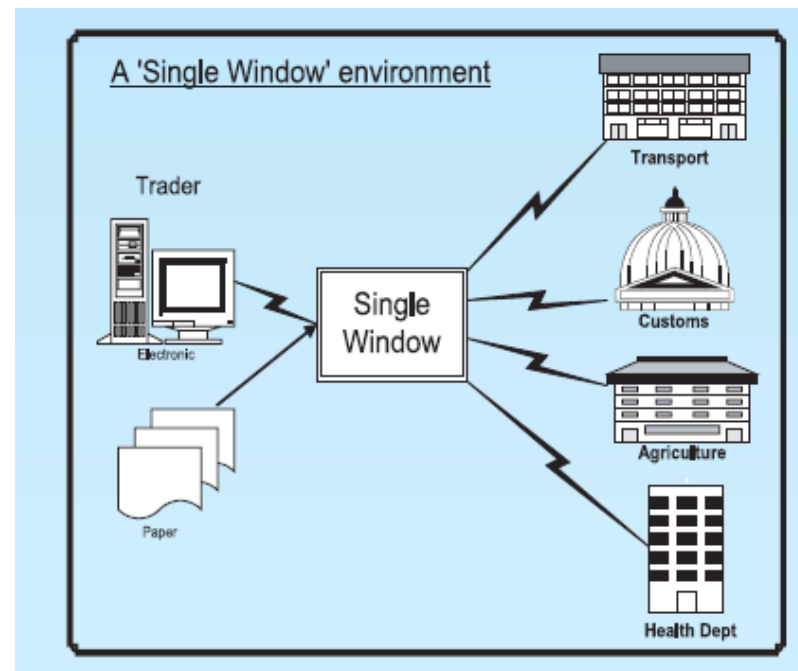 A 'Single Window' environment
Transport
Trader
Customs
Single
Window
Electronic
Agriculture
Paper
Health Dept